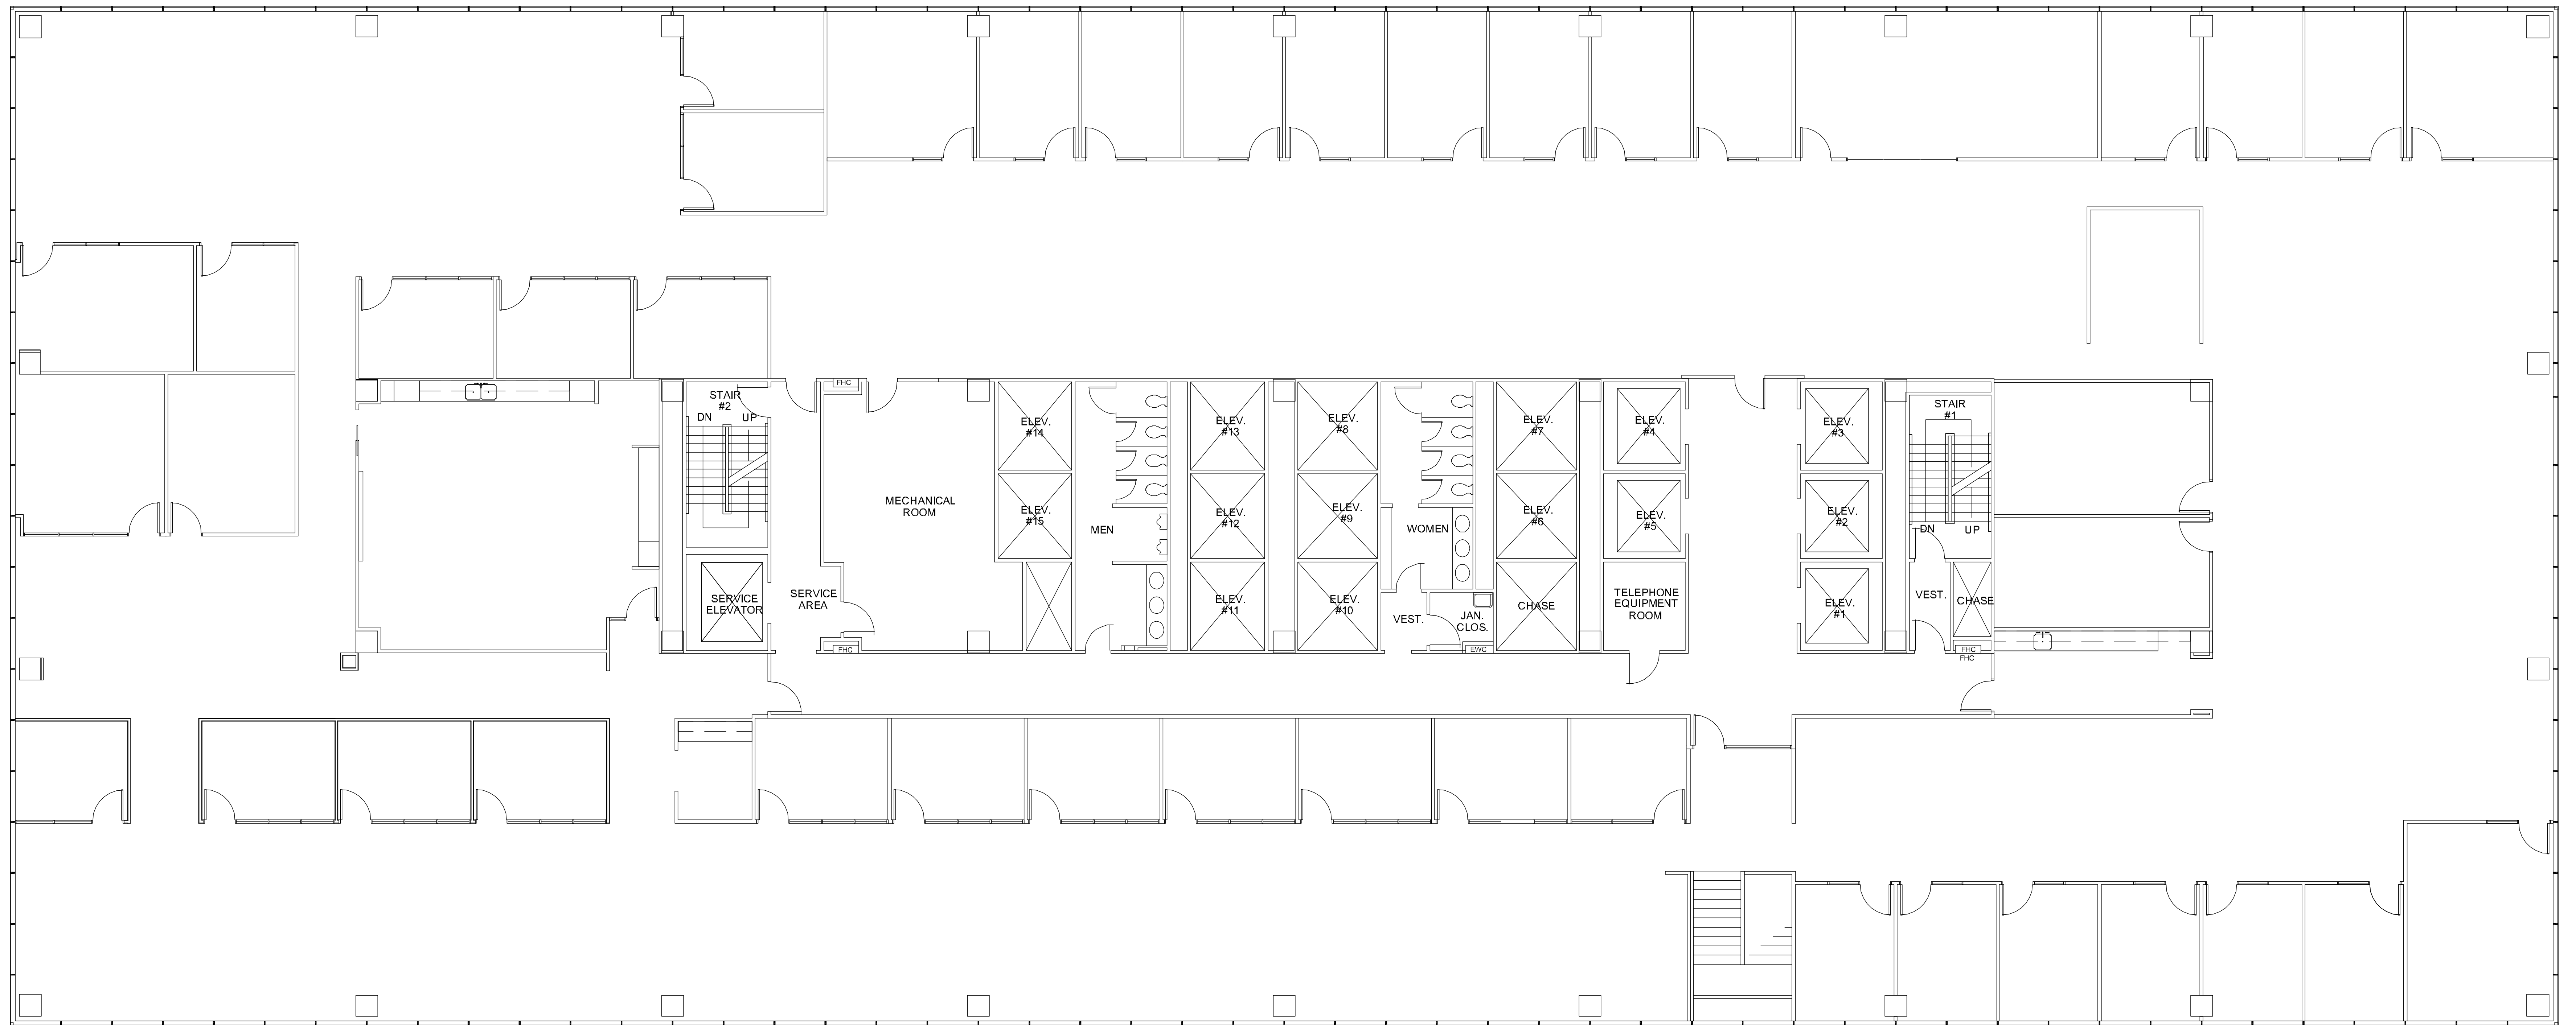 FHC
STAIR
#2
DN
UP
ELEV.
#14
ELEV.
#13
ELEV.
#8
ELEV.
#7
ELEV.
#4
ELEV.
#3
STAIR
#1
MECHANICAL
ROOM
ELEV.
#15
MEN
ELEV.
#12
ELEV.
#9
WOMEN
ELEV.
#6
ELEV.
#5
ELEV.
#2
DN
UP
SERVICE
ELEVATOR
SERVICE
AREA
ELEV.
#11
ELEV.
#10
VEST.
JAN.
CLOS.
CHASE
TELEPHONE
EQUIPMENT
ROOM
ELEV.
#1
VEST.
CHASE
FHC
EWC
FHC
FHC